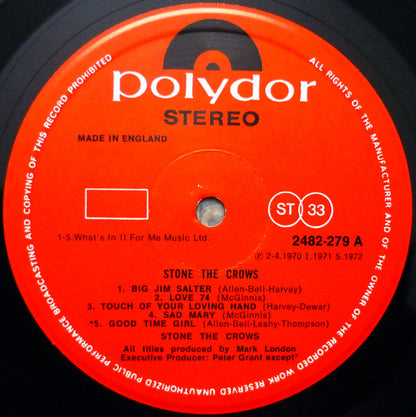 polydor
STEREO
MADE IN ENGLAND
1-5.What's In It For Me Music Ltd.
ST 33
2482-279 A
℗ 2-4.1970 1.1971 5.1972
STONE THE CROWS
1. BIG JIM SALTER (Allen-Bell-Harvey)
2. LOVE 74 (McGinnis)
3. TOUCH OF YOUR LOVING HAND (Harvey-Dewar)
4. SAD MARY (McGinnis)
*5. GOOD TIME GIRL (Allen-Bell-Leahy-Thompson)
STONE THE CROWS
All titles produced by Mark London
Executive Producer: Peter Grant except*
ALL RIGHTS OF THE MANUFACTURER AND OF THE OWNER OF THE RECORDED WORK RESERVED UNAUTHORIZED PUBLIC PERFORMANCE BROADCASTING AND COPYING OF THIS RECORD PROHIBITED